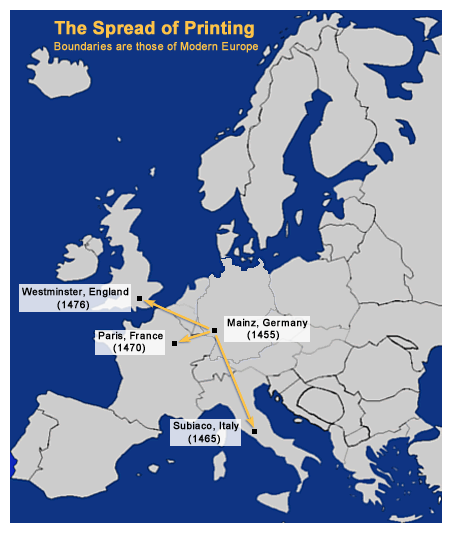 The Spread of Printing
Boundaries are those of Modern Europe
Westminster, England
(1476)
Mainz, Germany
(1455)
Paris, France
(1470)
Subiaco, Italy
(1465)